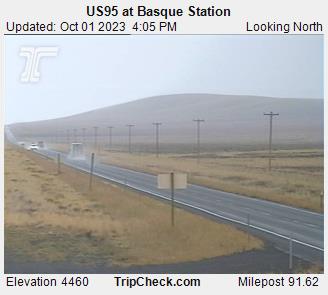 US95 at Basque Station
Updated: Oct 01 2023 4:05 PM Looking North
Elevation 4460 TripCheck.com Milepost 91.62